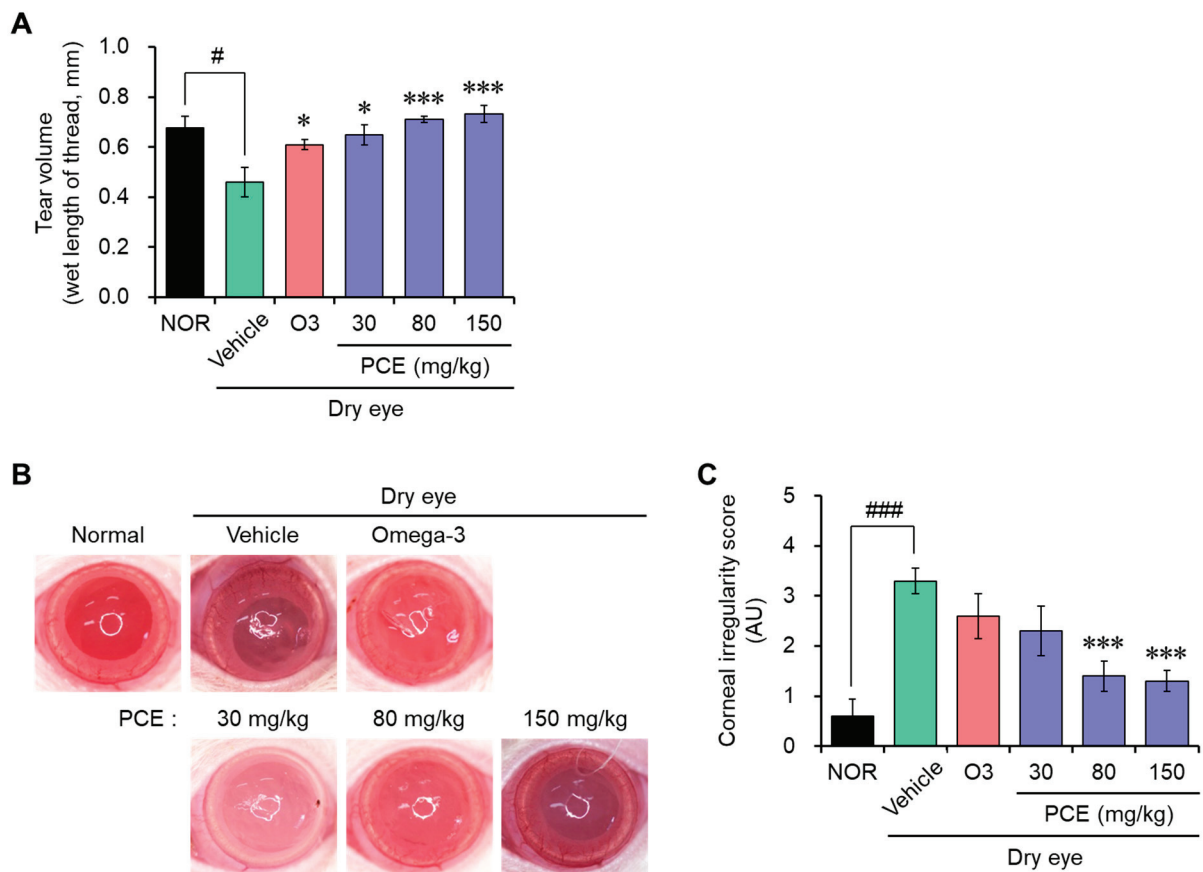 A
Tear volume
(wet length of thread, mm)
1.0
0.8
0.6
0.4
0.2
0.0
#
*
*
***
***
NOR
Vehicle
O3
30
80
150
PCE (mg/kg)
Dry eye
B
Dry eye
Normal
Vehicle
Omega-3
PCE :
30 mg/kg
80 mg/kg
150 mg/kg
C
Corneal irregularity score
(AU)
5
4
3
2
1
0
###
***
***
NOR
Vehicle
O3
30
80
150
PCE (mg/kg)
Dry eye